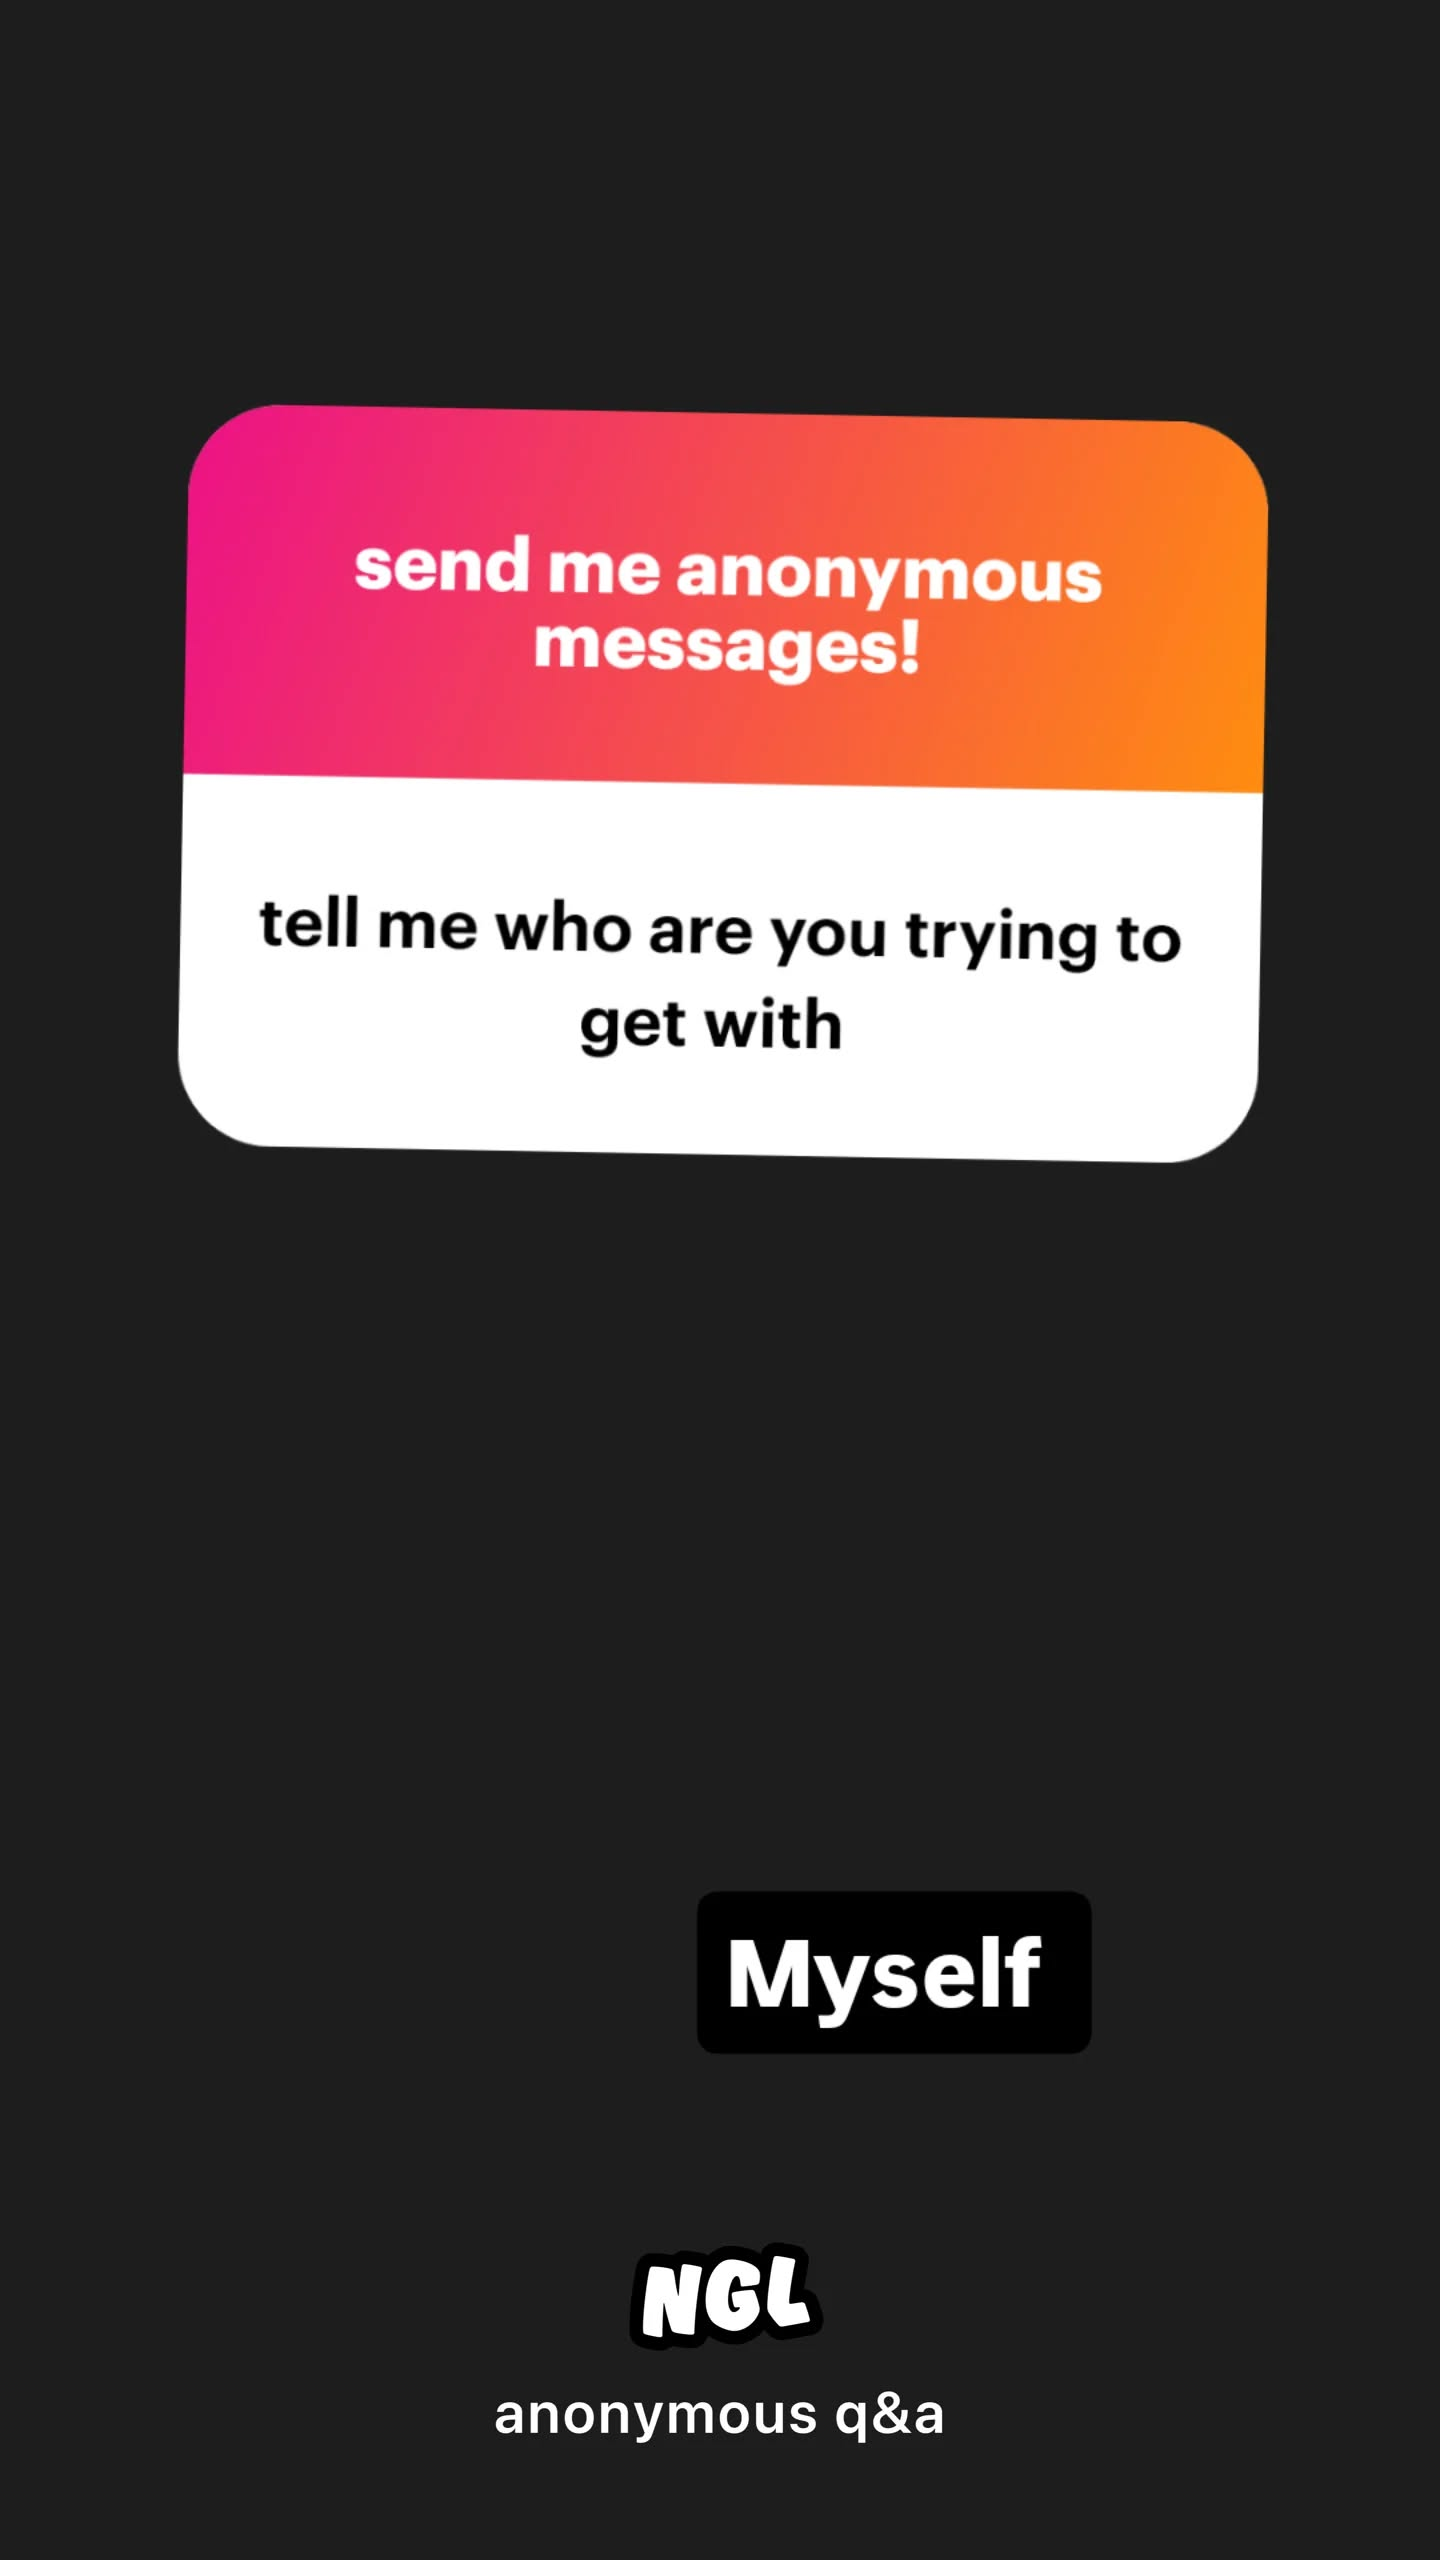 send me anonymous
messages!
tell me who are you trying to
get with
Myself
NGL
anonymous q&a